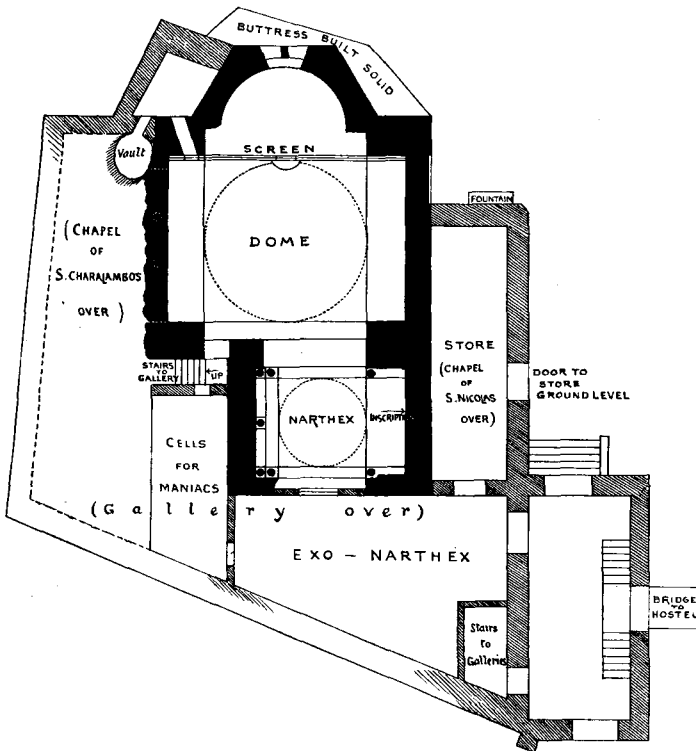 BUTTRESS BUILT SOLID
SCREEN
Vault
FOUNTAIN
DOME
(CHAPEL
OF
S. CHARALAMBOS
OVER)
STORE
(CHAPEL
OF
S. NICOLAS
OVER)
STAIRS
TO
GALLERY
UP
DOOR TO
STORE
GROUND LEVEL
NARTHEX
CELLS
FOR
MANIACS
(Gallery over)
EXO-NARTHEX
BRIDGE
TO
Stairs
to
Galleries